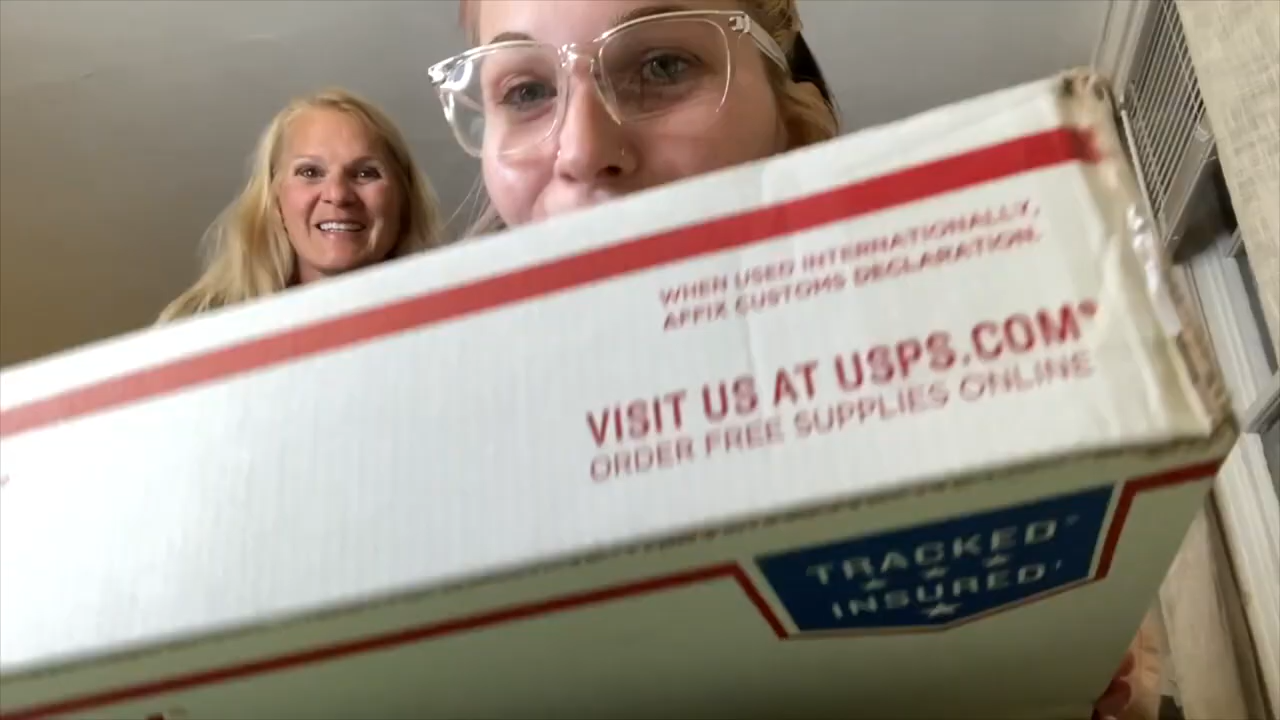 WHEN USED INTERNATIONALLY,
AFFIX CUSTOMS DECLARATION.
VISIT US AT USPS.COM®
ORDER FREE SUPPLIES ONLINE
TRACKED*
INSURED*